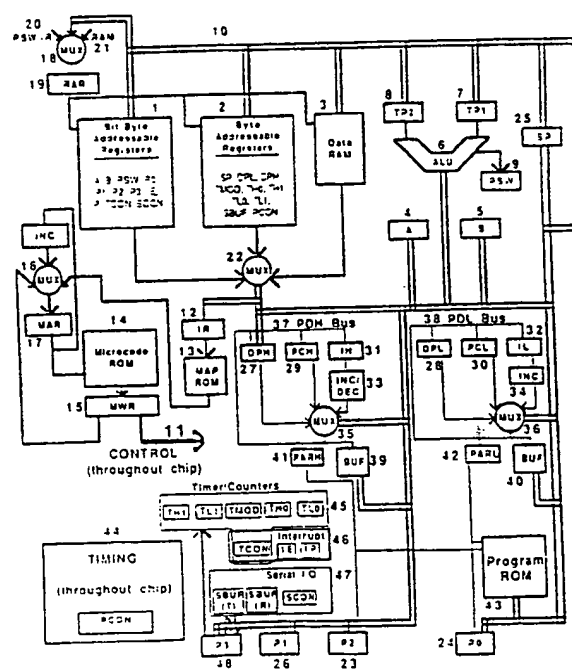 20
PSW-R
RAM
21
MUX
18
RAR
19
10
1
Bit Byte
Addressable
Registers
A B PSW P0
P1 P2 P3 IE
IP TCON SCON
2
Byte
Addressable
Registers
SP DPL DPH
TMOD, TH0, TH1
TL0, TL1,
SBUF, PCON
3
Data
RAM
8
TP2
7
TP1
6
ALU
9
PSW
25
SP
4
A
5
B
INC
16
MUX
MAR
17
14
Microcode
ROM
15
MWR
11
CONTROL
(throughout chip)
22
MUX
12
IR
13
MAP
ROM
37 PDH Bus
DPH
27
PCH
29
IH
31
INC/
DEC
33
MUX
35
41
PARH
BUF
39
38 PDL Bus
DPL
28
PCL
30
IL
32
INC
34
MUX
36
42
PARL
BUF
40
Timer/Counters
TH1
TL1
TMOD
TH0
TL0
45
Interrupt
TCON
IE
IP
46
Serial IO
SBUF
(T)
SBUF
(R)
SCON
47
44
TIMING
(throughout chip)
PCON
P3
48
P1
26
P2
23
Program
ROM
43
24
P0